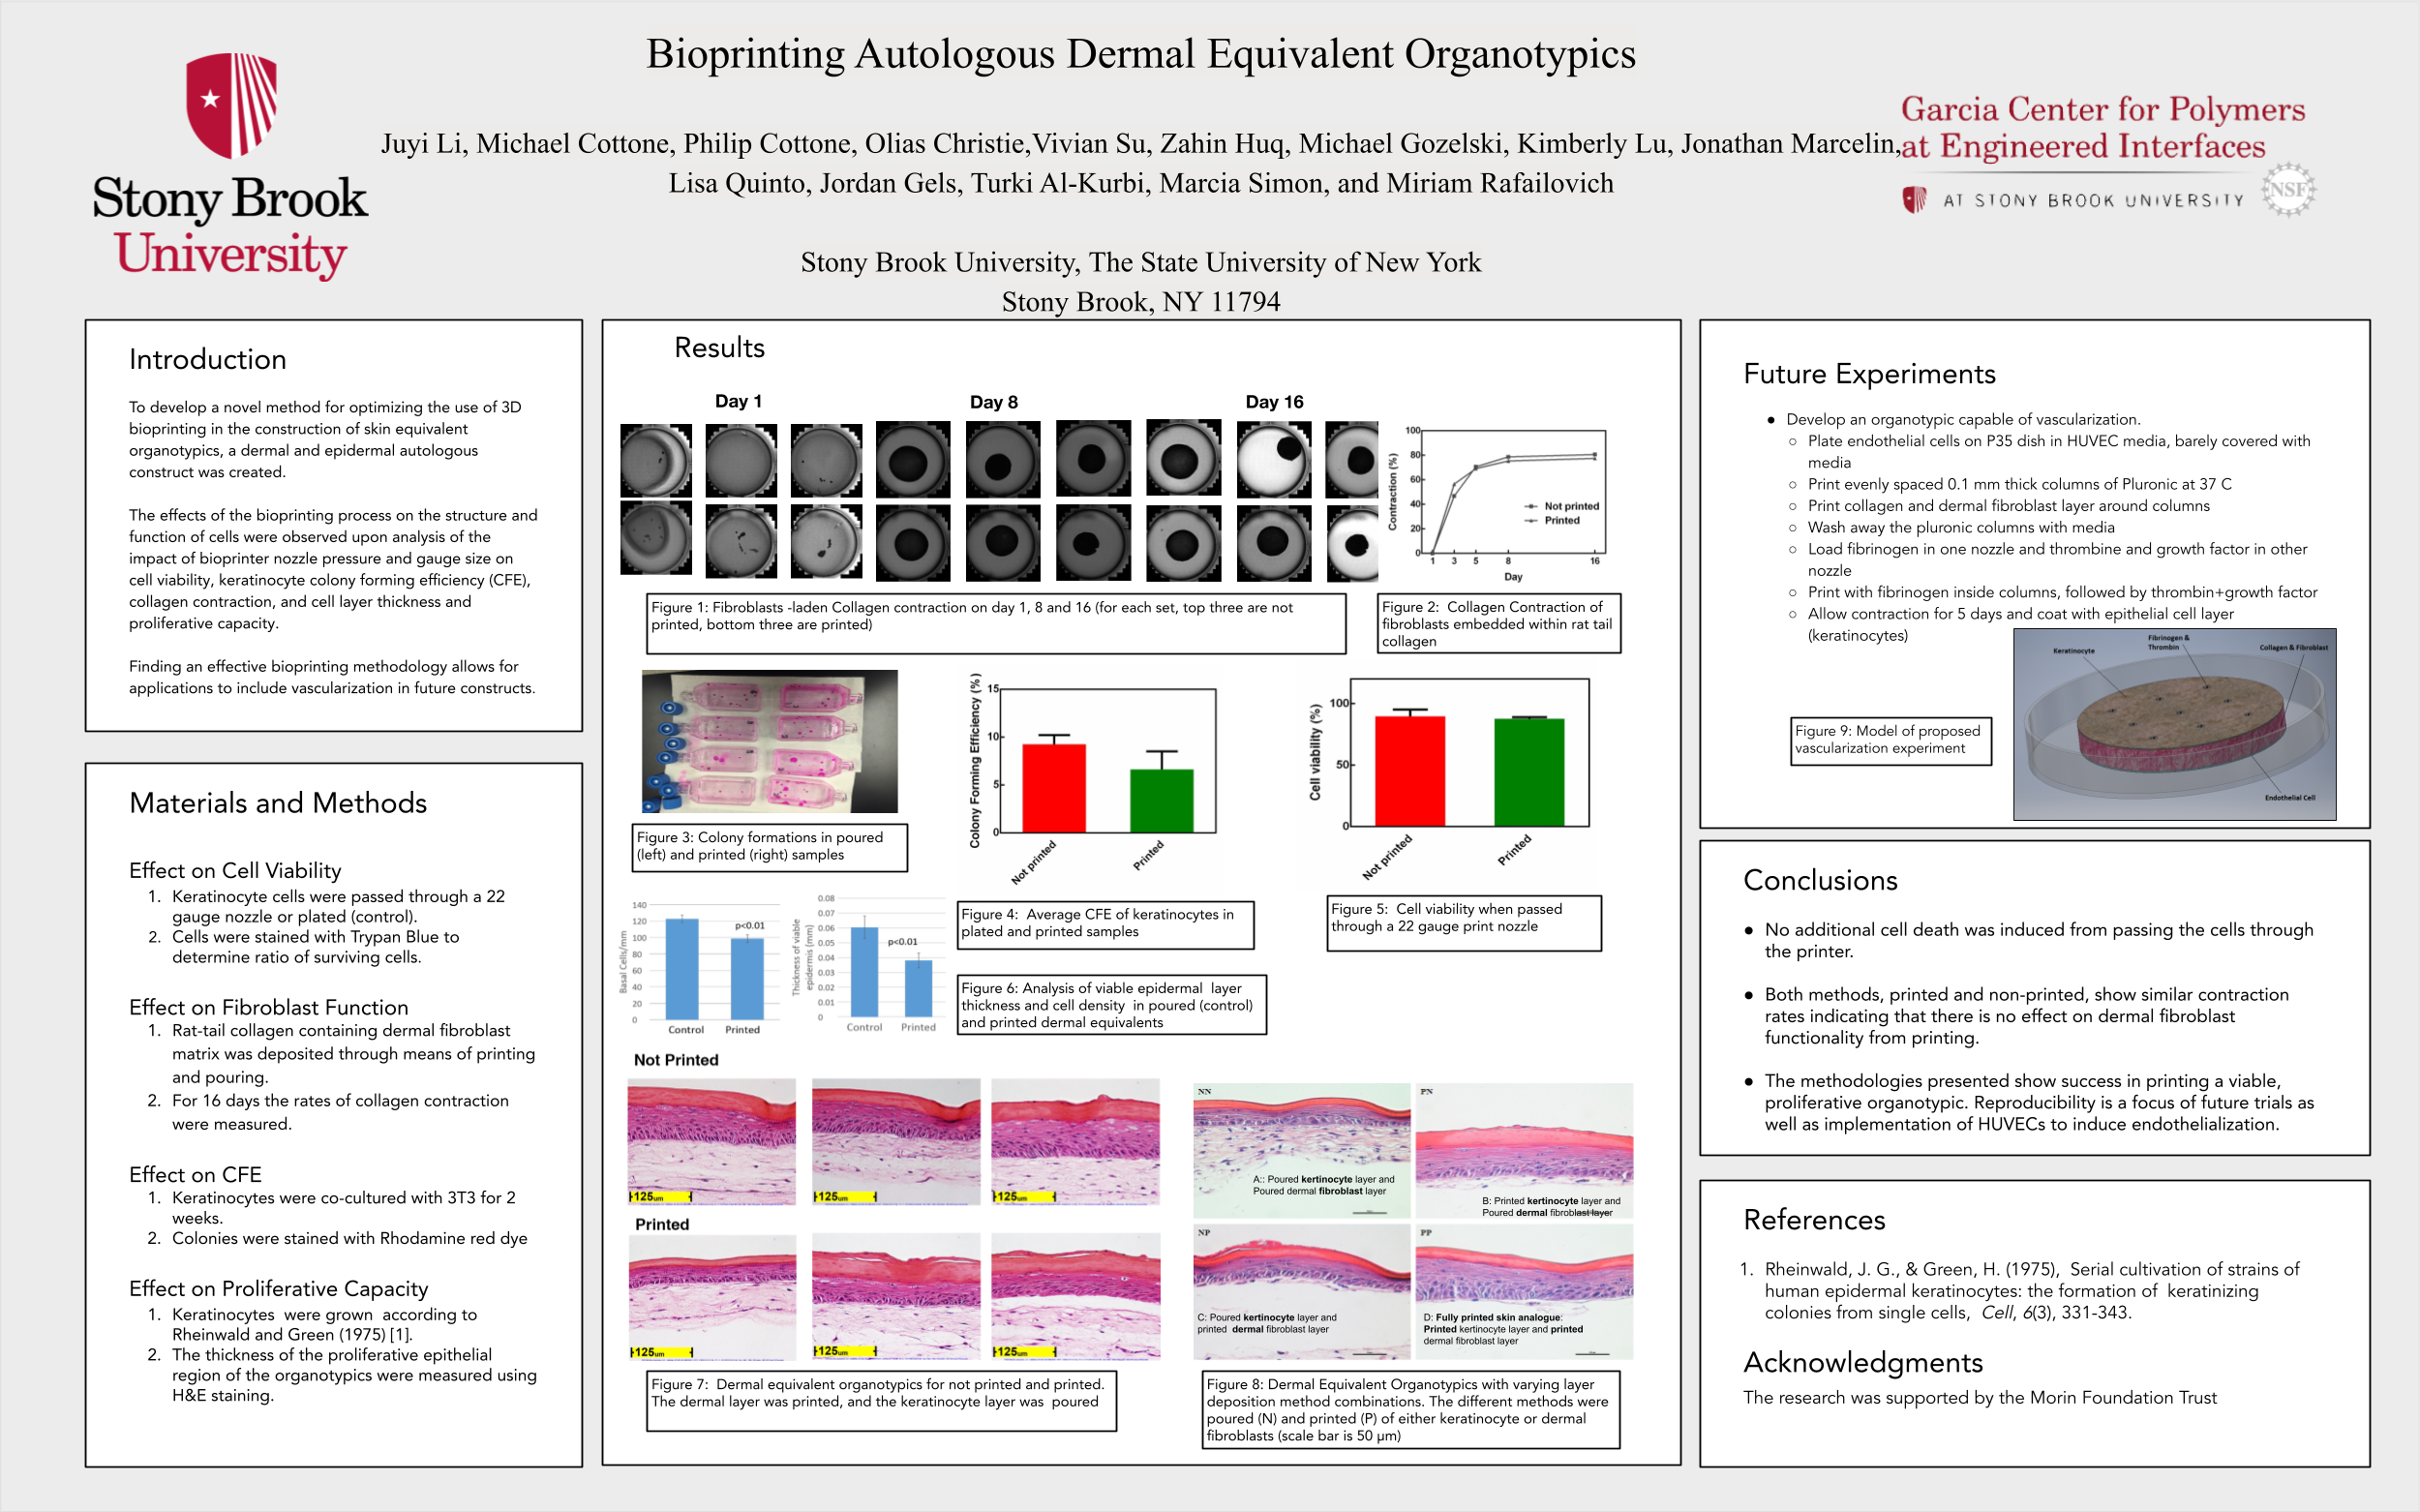 Bioprinting Autologous Dermal Equivalent Organotypics
Juyi Li, Michael Cottone, Philip Cottone, Olias Christie,Vivian Su, Zahin Huq, Michael Gozelski, Kimberly Lu, Jonathan Marcelin,
Lisa Quinto, Jordan Gels, Turki Al-Kurbi, Marcia Simon, and Miriam Rafailovich
Stony Brook University, The State University of New York
Stony Brook, NY 11794
Stony Brook
University
Garcia Center for Polymers
at Engineered Interfaces
AT STONY BROOK UNIVERSITY
NSF
Introduction
To develop a novel method for optimizing the use of 3D
bioprinting in the construction of skin equivalent
organotypics, a dermal and epidermal autologous
construct was created.
The effects of the bioprinting process on the structure and
function of cells were observed upon analysis of the
impact of bioprinter nozzle pressure and gauge size on
cell viability, keratinocyte colony forming efficiency (CFE),
collagen contraction, and cell layer thickness and
proliferative capacity.
Finding an effective bioprinting methodology allows for
applications to include vascularization in future constructs.
Materials and Methods
Effect on Cell Viability
1. Keratinocyte cells were passed through a 22
gauge nozzle or plated (control).
2. Cells were stained with Trypan Blue to
determine ratio of surviving cells.
Effect on Fibroblast Function
1. Rat-tail collagen containing dermal fibroblast
matrix was deposited through means of printing
and pouring.
2. For 16 days the rates of collagen contraction
were measured.
Effect on CFE
1. Keratinocytes were co-cultured with 3T3 for 2
weeks.
2. Colonies were stained with Rhodamine red dye
Effect on Proliferative Capacity
1. Keratinocytes were grown according to
Rheinwald and Green (1975) [1].
2. The thickness of the proliferative epithelial
region of the organotypics were measured using
H&E staining.
Results
Day 1
Day 8
Day 16
Contraction (%)
100
80
60
40
20
0
Not printed
Printed
1 3 5 8 16
Day
Figure 1: Fibroblasts -laden Collagen contraction on day 1, 8 and 16 (for each set, top three are not
printed, bottom three are printed)
Figure 2: Collagen Contraction of
fibroblasts embedded within rat tail
collagen
Figure 3: Colony formations in poured
(left) and printed (right) samples
Colony Forming Efficiency (%)
15
10
5
0
Not printed
Printed
Cell viability (%)
100
50
0
Not printed
Printed
Figure 4: Average CFE of keratinocytes in
plated and printed samples
Figure 5: Cell viability when passed
through a 22 gauge print nozzle
Basal Cells/mm
140
120
100
80
60
40
20
0
p<0.01
Control Printed
Thickness of viable
epidermis (mm)
0.08
0.07
0.06
0.05
0.04
0.03
0.02
0.01
0
p<0.01
Control Printed
Figure 6: Analysis of viable epidermal layer
thickness and cell density in poured (control)
and printed dermal equivalents
Not Printed
125um
125um
125um
Printed
125um
125um
125um
NN
A:: Poured kertinocyte layer and
Poured dermal fibroblast layer
PN
B: Printed kertinocyte layer and
Poured dermal fibroblast layer
NP
C: Poured kertinocyte layer and
printed dermal fibroblast layer
PP
D: Fully printed skin analogue:
Printed kertinocyte layer and printed
dermal fibroblast layer
Figure 7: Dermal equivalent organotypics for not printed and printed.
The dermal layer was printed, and the keratinocyte layer was poured
Figure 8: Dermal Equivalent Organotypics with varying layer
deposition method combinations. The different methods were
poured (N) and printed (P) of either keratinocyte or dermal
fibroblasts (scale bar is 50 µm)
Future Experiments
● Develop an organotypic capable of vascularization.
○ Plate endothelial cells on P35 dish in HUVEC media, barely covered with
media
○ Print evenly spaced 0.1 mm thick columns of Pluronic at 37 C
○ Print collagen and dermal fibroblast layer around columns
○ Wash away the pluronic columns with media
○ Load fibrinogen in one nozzle and thrombine and growth factor in other
nozzle
○ Print with fibrinogen inside columns, followed by thrombin+growth factor
○ Allow contraction for 5 days and coat with epithelial cell layer
(keratinocytes)
Keratinocyte
Fibrinogen &
Thrombin
Collagen & Fibroblast
Endothelial Cell
Figure 9: Model of proposed
vascularization experiment
Conclusions
● No additional cell death was induced from passing the cells through
the printer.
● Both methods, printed and non-printed, show similar contraction
rates indicating that there is no effect on dermal fibroblast
functionality from printing.
● The methodologies presented show success in printing a viable,
proliferative organotypic. Reproducibility is a focus of future trials as
well as implementation of HUVECs to induce endothelialization.
References
1. Rheinwald, J. G., & Green, H. (1975), Serial cultivation of strains of
human epidermal keratinocytes: the formation of keratinizing
colonies from single cells, Cell, 6(3), 331-343.
Acknowledgments
The research was supported by the Morin Foundation Trust